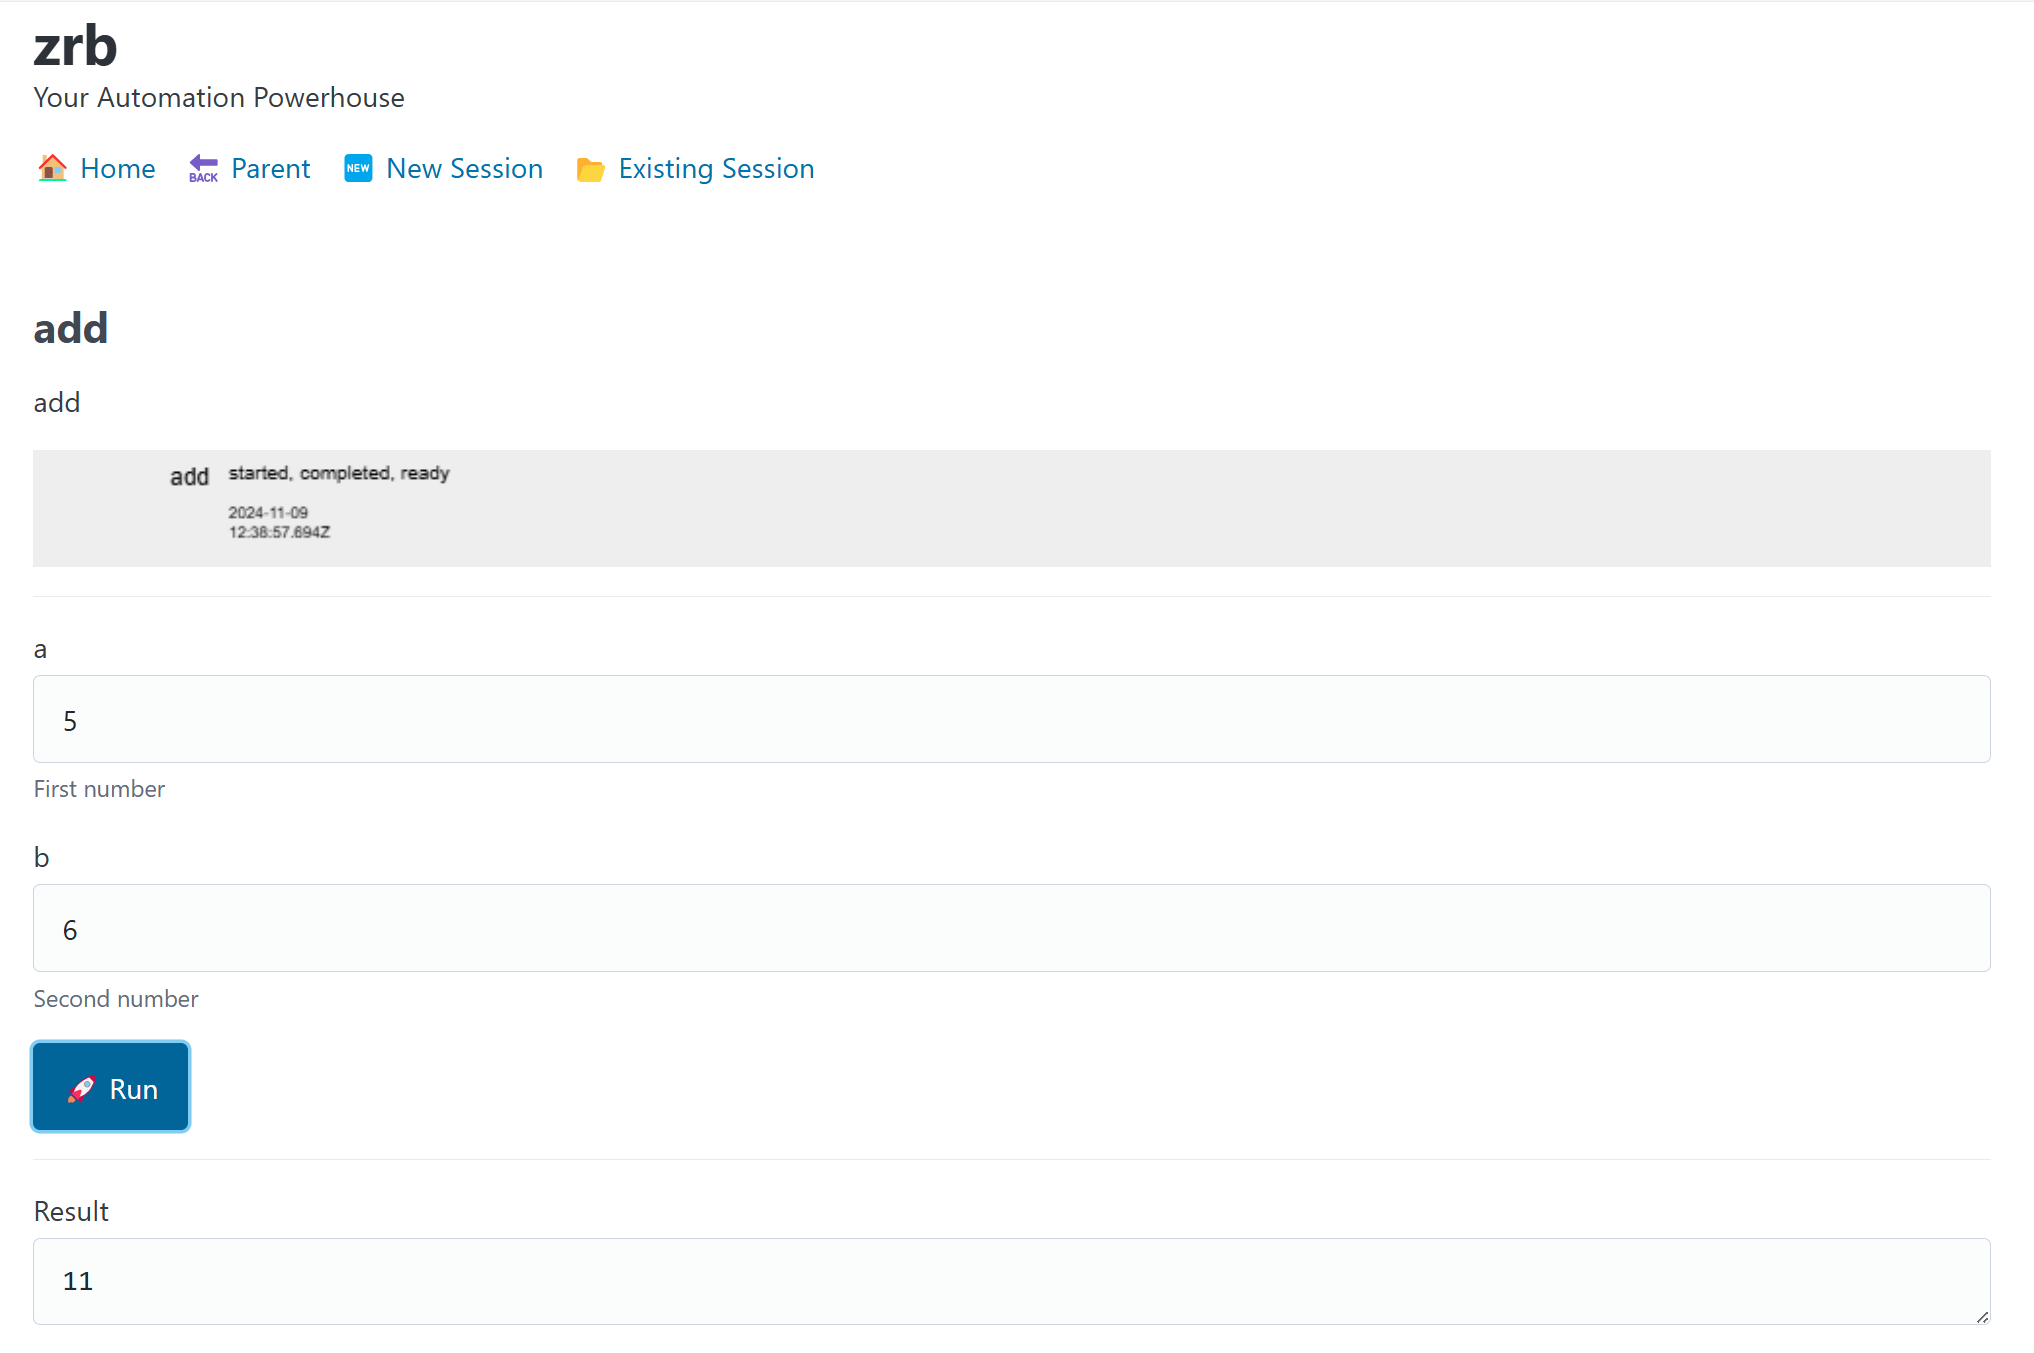 zrb
Your Automation Powerhouse
Home BACK Parent NEW New Session Existing Session
add
add
add started, completed, ready
2024-11-09
12:38:57.694Z
a
5
First number
b
6
Second number
Run
Result
11